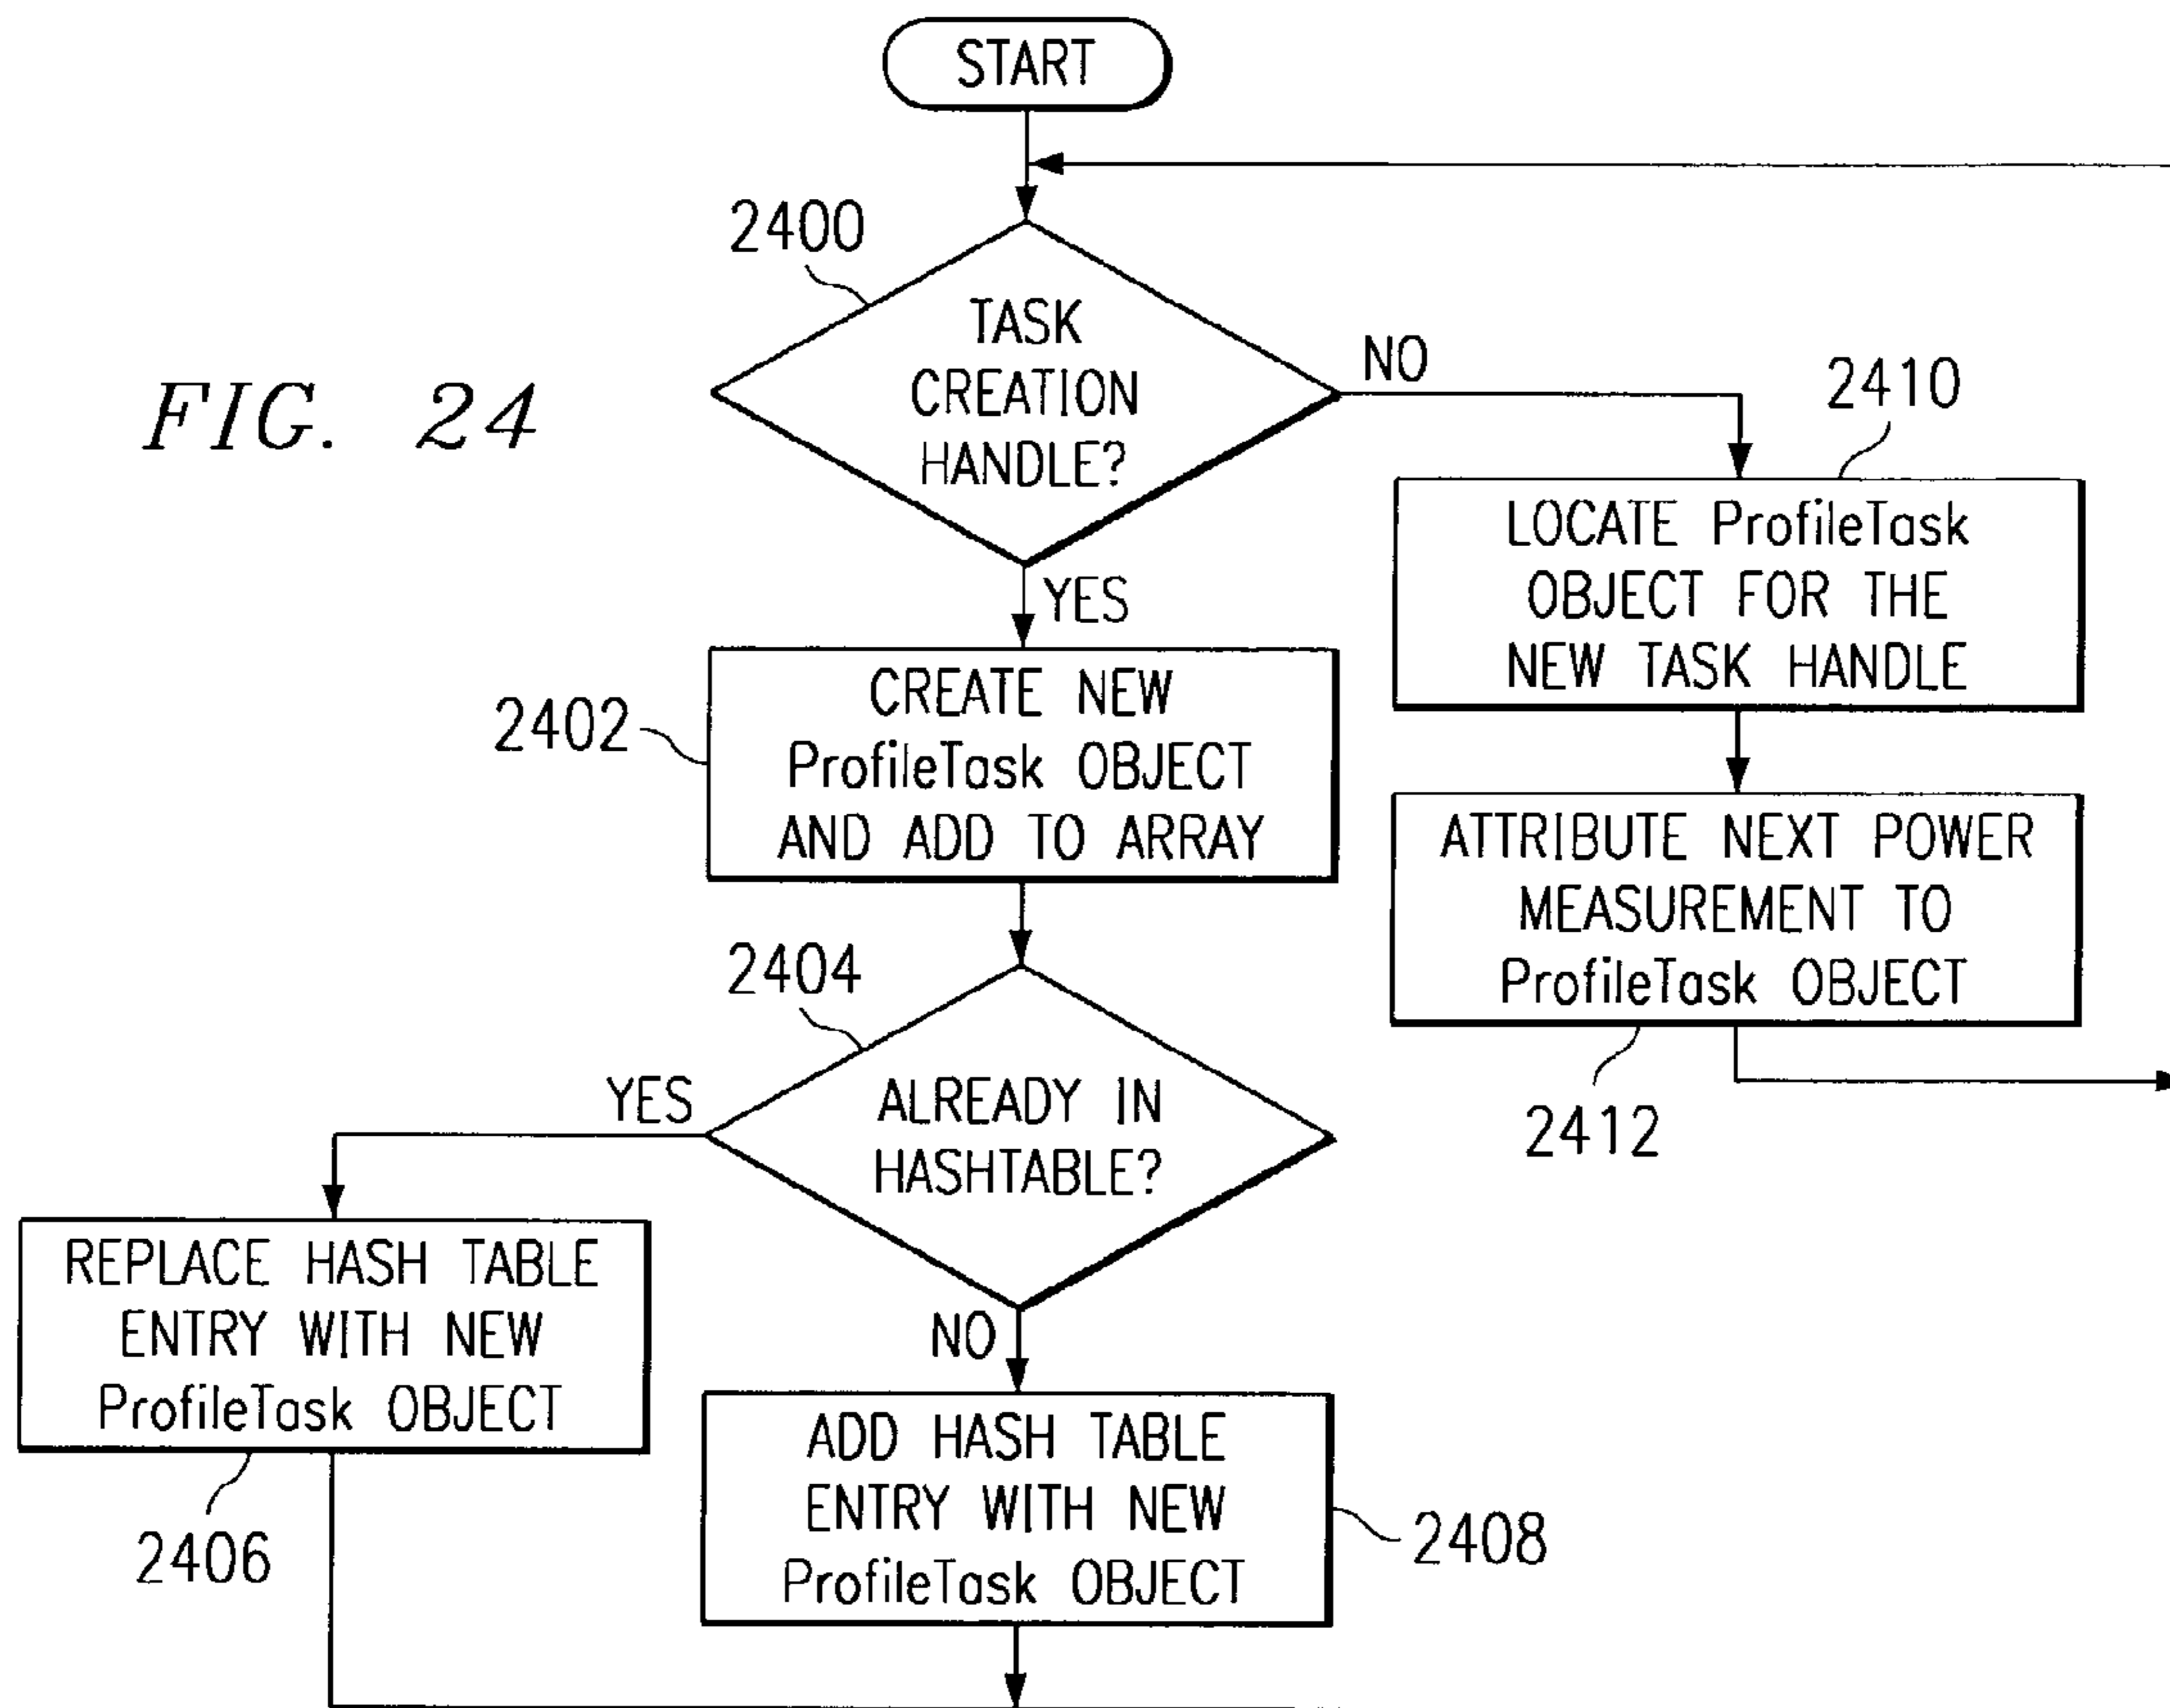 START
2400
TASK
CREATION
HANDLE?
NO
YES
FIG. 24
2410
LOCATE ProfileTask
OBJECT FOR THE
NEW TASK HANDLE
2402
CREATE NEW
ProfileTask OBJECT
AND ADD TO ARRAY
ATTRIBUTE NEXT POWER
MEASUREMENT TO
ProfileTask OBJECT
2412
2404
ALREADY IN
HASHTABLE?
YES
NO
REPLACE HASH TABLE
ENTRY WITH NEW
ProfileTask OBJECT
2406
ADD HASH TABLE
ENTRY WITH NEW
ProfileTask OBJECT
2408